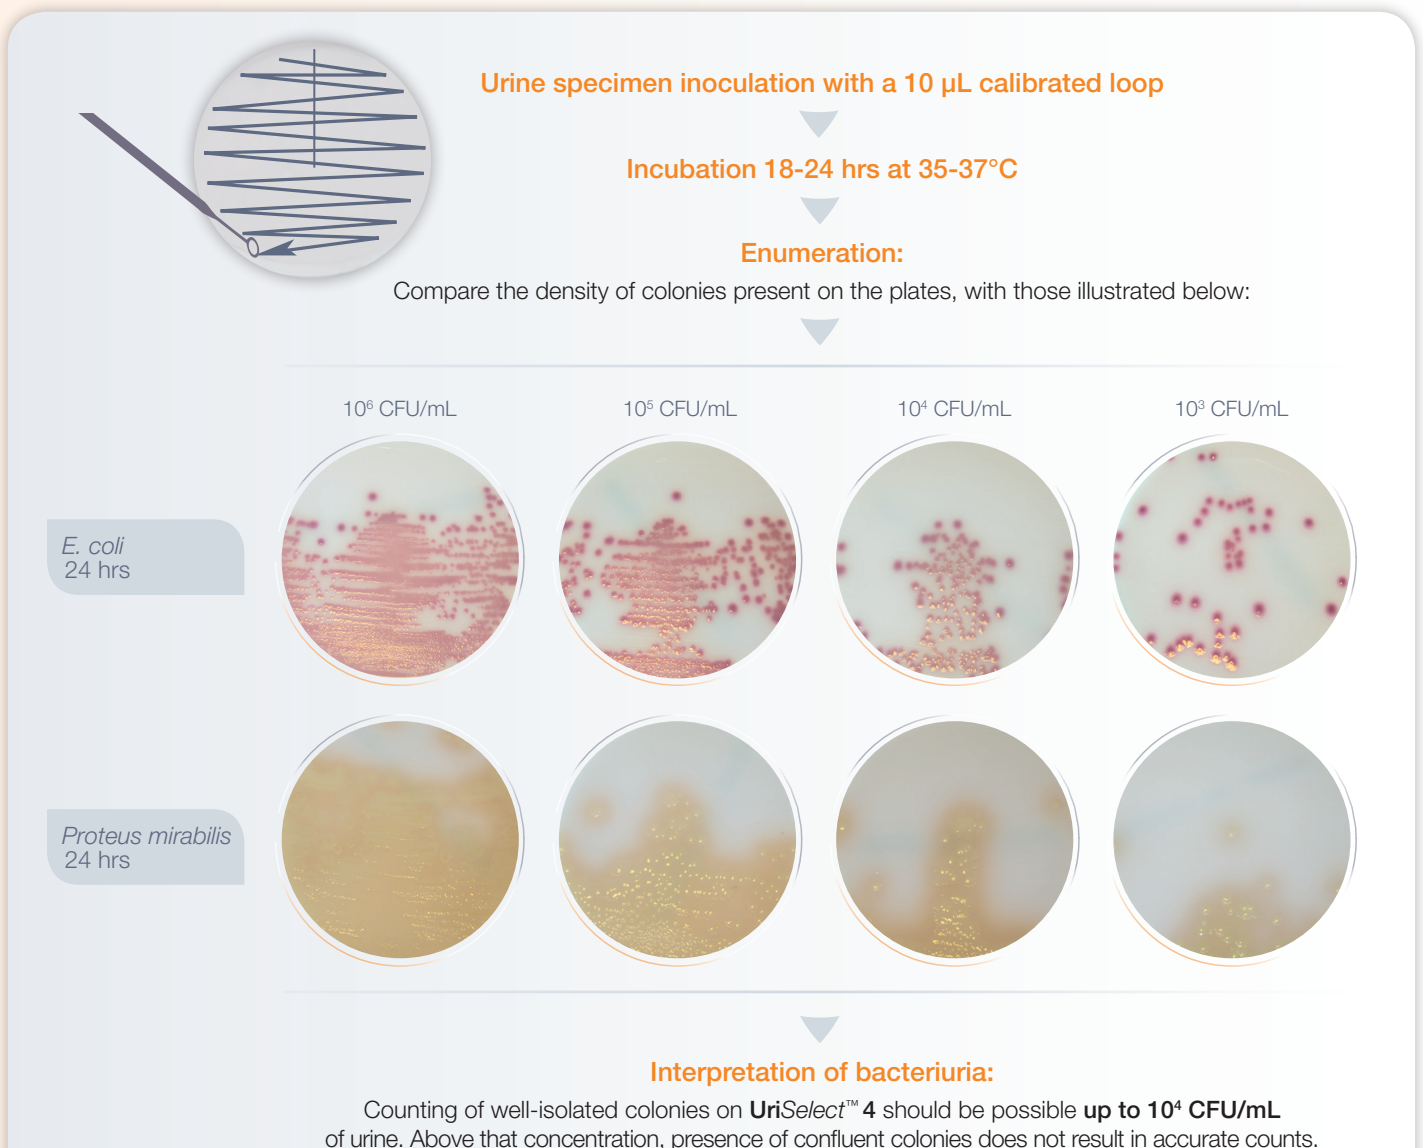 Urine specimen inoculation with a 10 µL calibrated loop
Incubation 18-24 hrs at 35-37°C
Enumeration:
Compare the density of colonies present on the plates, with those illustrated below:
10⁶ CFU/mL
10⁵ CFU/mL
10⁴ CFU/mL
10³ CFU/mL
E. coli
24 hrs
Proteus mirabilis
24 hrs
Interpretation of bacteriuria:
Counting of well-isolated colonies on UriSelect™ 4 should be possible up to 10⁴ CFU/mL
of urine. Above that concentration, presence of confluent colonies does not result in accurate counts.